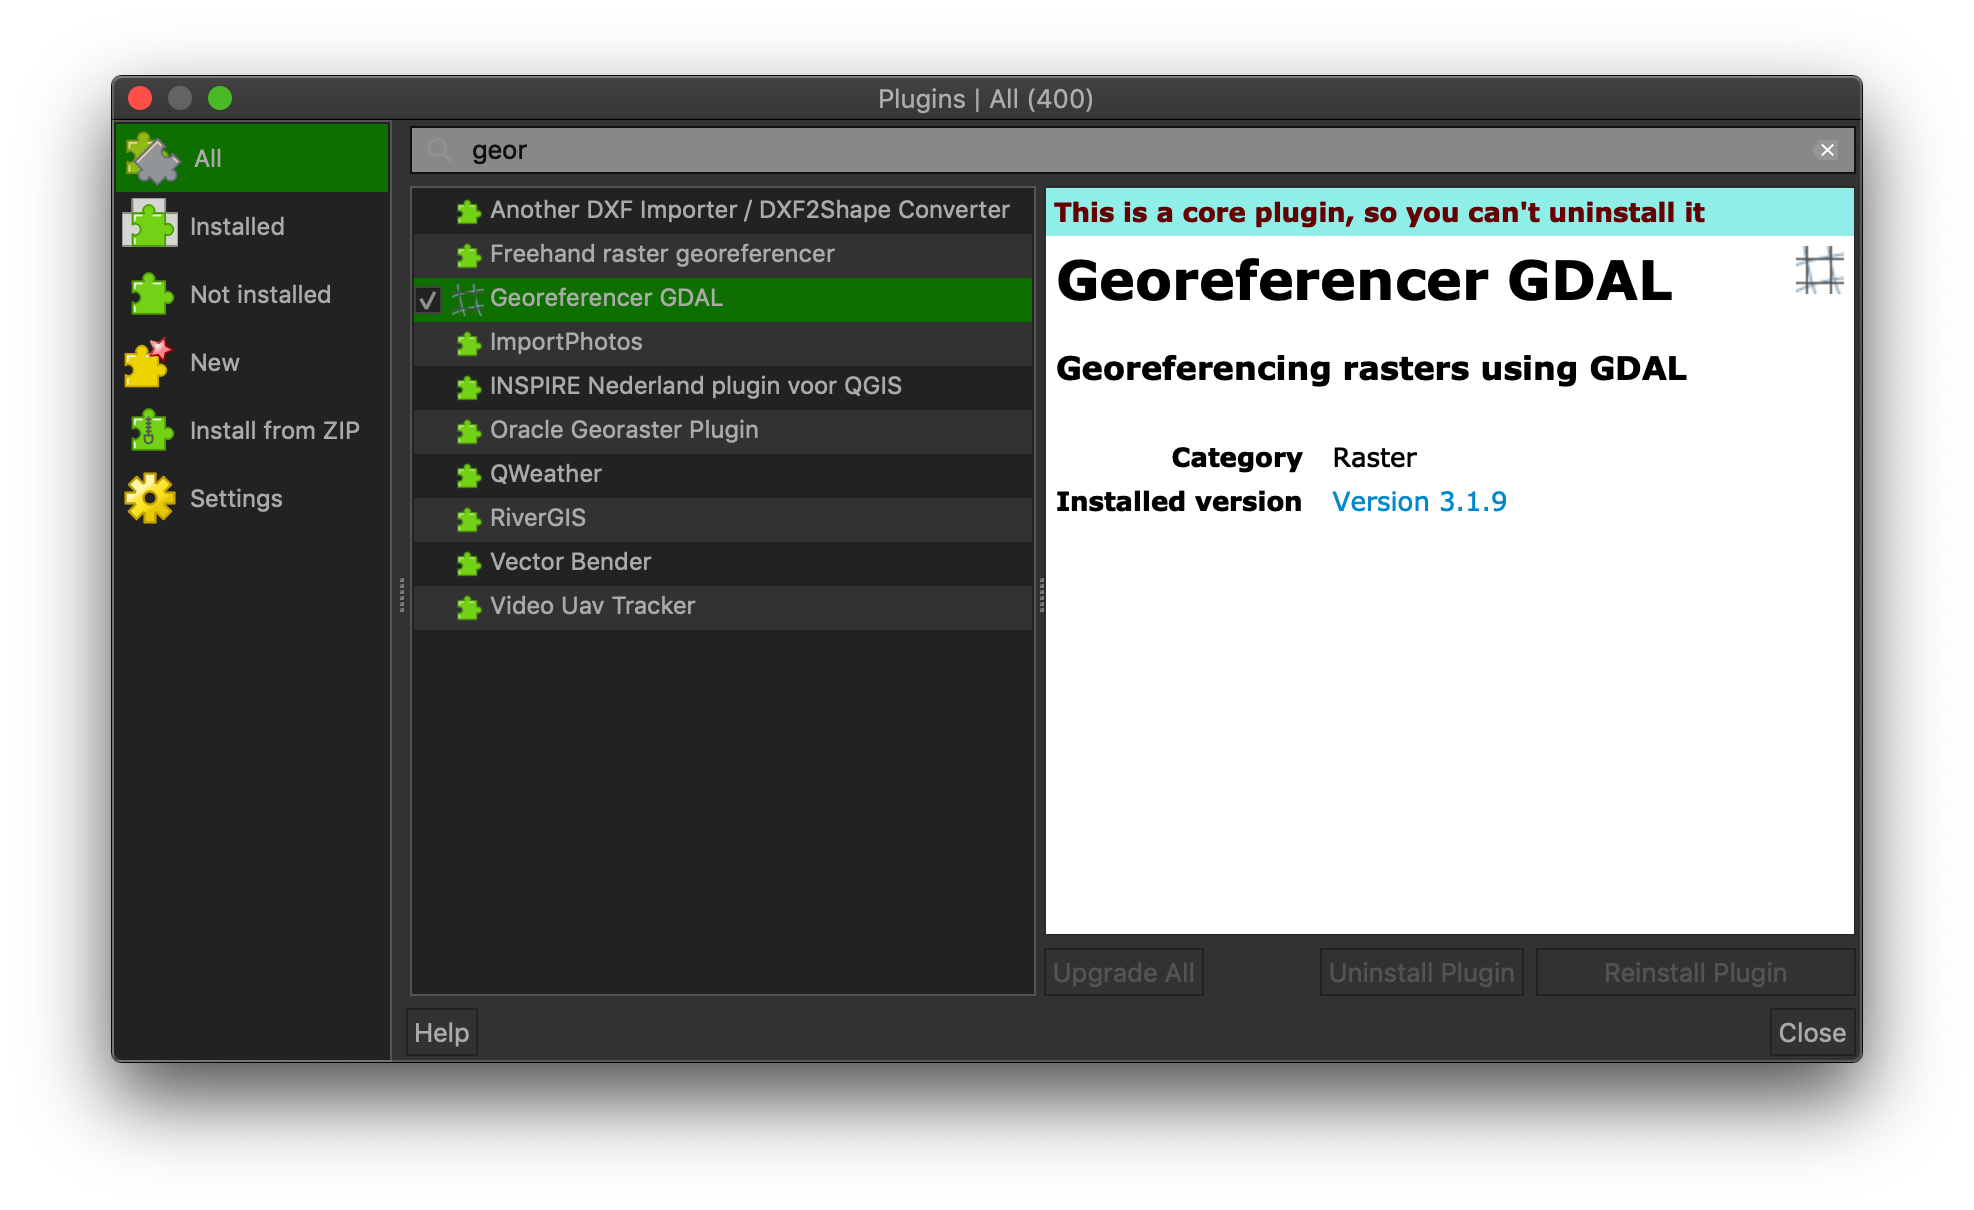 Plugins | All (400)
All
Installed
Not installed
New
Install from ZIP
Settings
geor
Another DXF Importer / DXF2Shape Converter
Freehand raster georeferencer
Georeferencer GDAL
ImportPhotos
INSPIRE Nederland plugin voor QGIS
Oracle Georaster Plugin
QWeather
RiverGIS
Vector Bender
Video Uav Tracker
This is a core plugin, so you can't uninstall it
Georeferencer GDAL
Georeferencing rasters using GDAL
Category Raster
Installed version Version 3.1.9
Upgrade All Uninstall Plugin Reinstall Plugin
Help Close